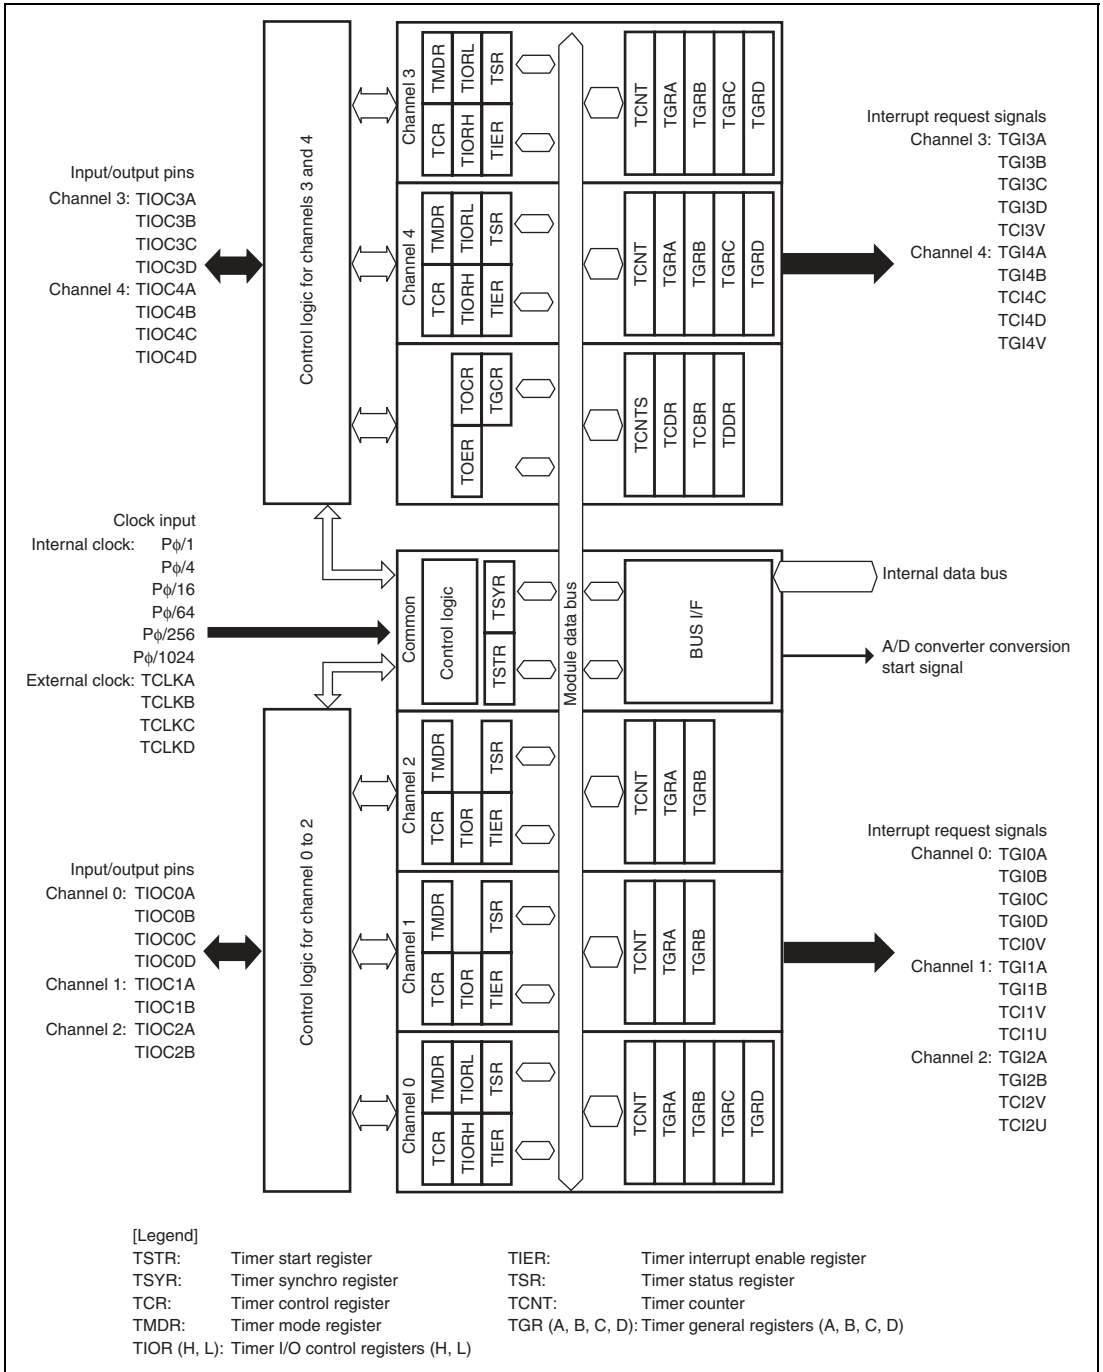 Input/output pins
Channel 3: TIOC3A
TIOC3B
TIOC3C
TIOC3D
Channel 4: TIOC4A
TIOC4B
TIOC4C
TIOC4D
Clock input
Internal clock: Pϕ/1
Pϕ/4
Pϕ/16
Pϕ/64
Pϕ/256
Pϕ/1024
External clock: TCLKA
TCLKB
TCLKC
TCLKD
Input/output pins
Channel 0: TIOC0A
TIOC0B
TIOC0C
TIOC0D
Channel 1: TIOC1A
TIOC1B
Channel 2: TIOC2A
TIOC2B
Control logic for channels 3 and 4
Control logic for channel 0 to 2
Channel 3
TMDR
TIORL
TSR
TCR
TIORH
TIER
TCNT
TGRA
TGRB
TGRC
TGRD
Channel 4
TMDR
TIORL
TSR
TCR
TIORH
TIER
TCNT
TGRA
TGRB
TGRC
TGRD
TOCR
TGCR
TOER
TCNTS
TCDR
TCBR
TDDR
Common
Control logic
TSYR
TSTR
Module data bus
BUS I/F
Channel 2
TMDR
TSR
TCR
TIOR
TIER
TCNT
TGRA
TGRB
Channel 1
TMDR
TSR
TCR
TIOR
TIER
TCNT
TGRA
TGRB
Channel 0
TMDR
TIORL
TSR
TCR
TIORH
TIER
TCNT
TGRA
TGRB
TGRC
TGRD
Interrupt request signals
Channel 3: TGI3A
TGI3B
TGI3C
TGI3D
TCI3V
Channel 4: TGI4A
TGI4B
TCI4C
TCI4D
TGI4V
Internal data bus
A/D converter conversion
start signal
Interrupt request signals
Channel 0: TGI0A
TGI0B
TGI0C
TGI0D
TCI0V
Channel 1: TGI1A
TGI1B
TCI1V
TCI1U
Channel 2: TGI2A
TGI2B
TCI2V
TCI2U
[Legend]
TSTR: Timer start register
TSYR: Timer synchro register
TCR: Timer control register
TMDR: Timer mode register
TIOR (H, L): Timer I/O control registers (H, L)
TIER: Timer interrupt enable register
TSR: Timer status register
TCNT: Timer counter
TGR (A, B, C, D): Timer general registers (A, B, C, D)